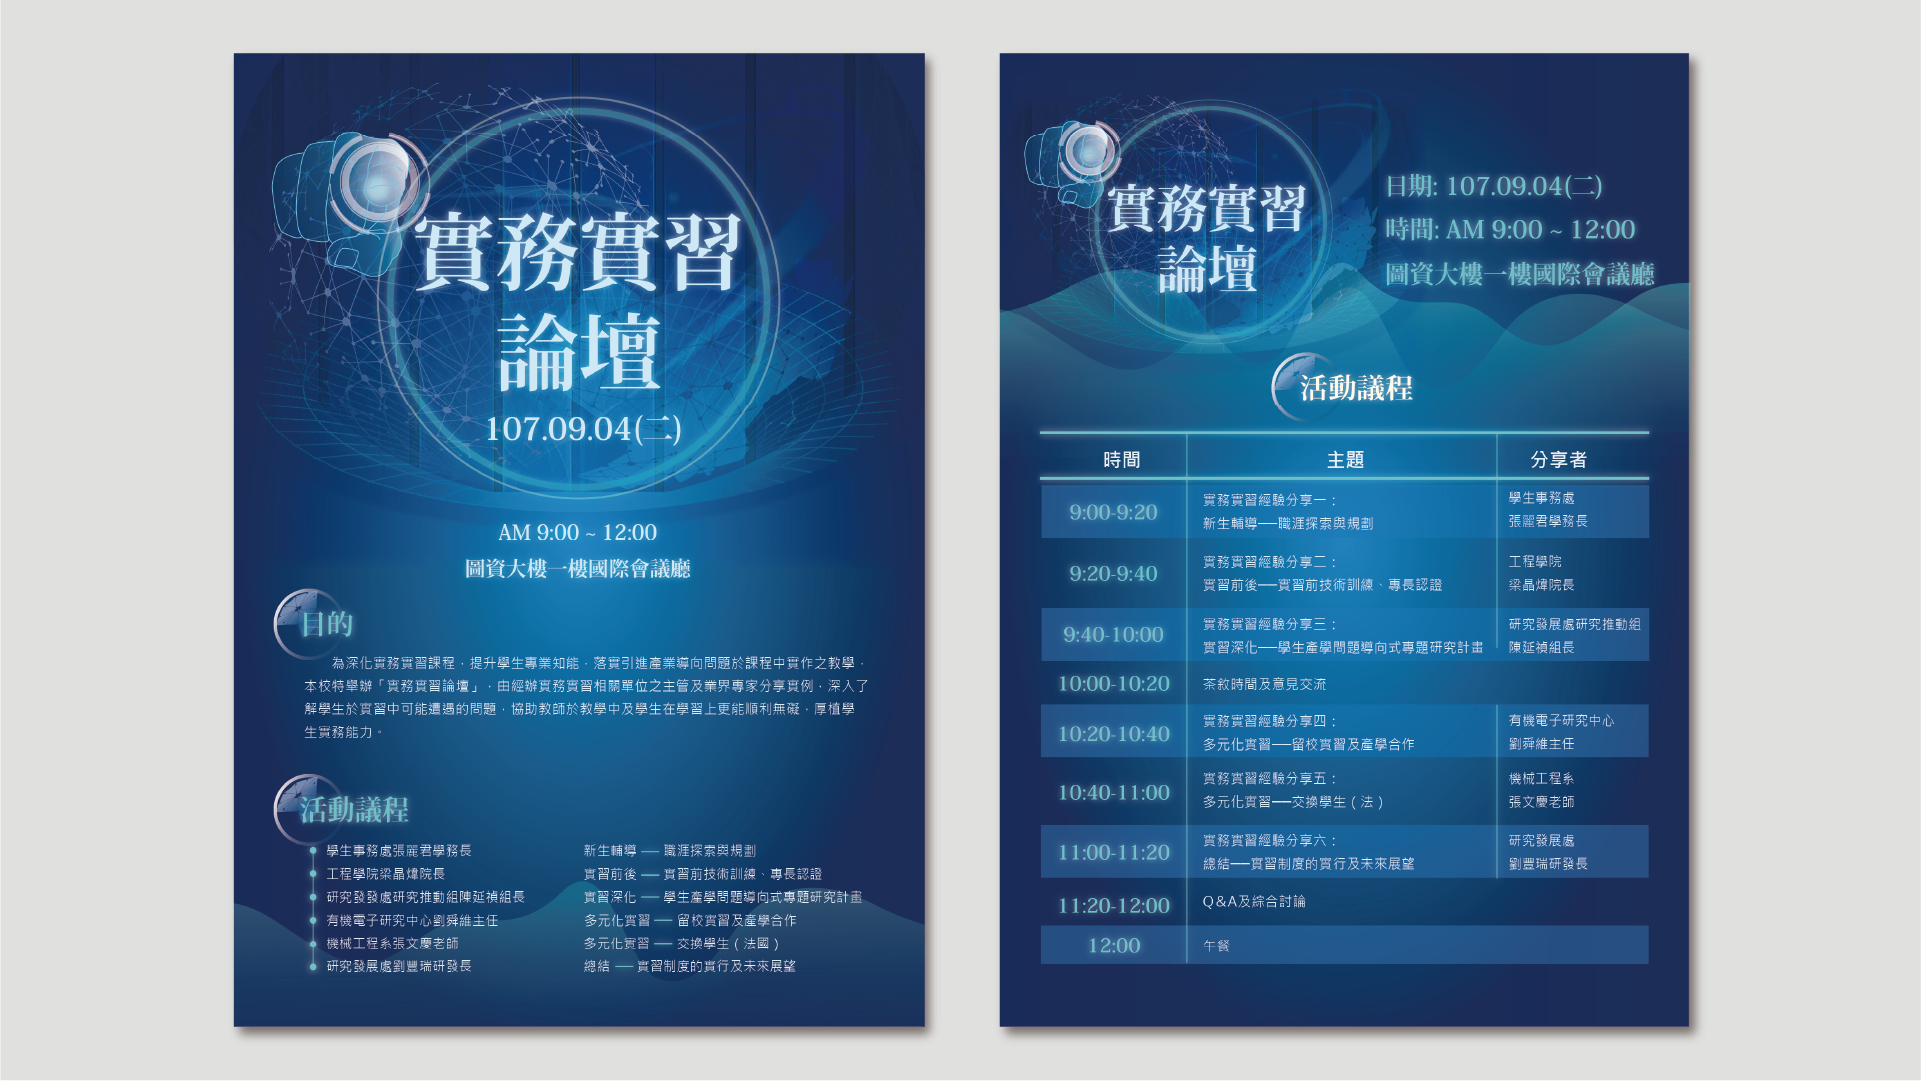 實務實習
論壇
107.09.04(二)
AM 9:00 ~ 12:00
圖資大樓一樓國際會議廳
目的
為深化實務實習課程，提升學生專業知能，落實引進產業導向問題於課程中實作之教學，
本校特舉辦「實務實習論壇」，由經辦實務實習相關單位之主管及業界專家分享實例，深入了
解學生於實習中可能遭遇的問題，協助教師於教學中及學生在學習上更能順利無礙，厚植學
生實務能力。
活動議程
學生事務處張麗君學務長 新生輔導 ── 職涯探索與規劃
工程學院梁晶煒院長 實習前後 ── 實習前技術訓練、專長認證
研究發發處研究推動組陳延禎組長 實習深化 ── 學生產學問題導向式專題研究計畫
有機電子研究中心劉舜維主任 多元化實習 ── 留校實習及產學合作
機械工程系張文慶老師 多元化實習 ── 交換學生（法國）
研究發展處劉豐瑞研發長 總結 ── 實習制度的實行及未來展望
實務實習
論壇
日期: 107.09.04(二)
時間: AM 9:00 ~ 12:00
圖資大樓一樓國際會議廳
活動議程
時間 主題 分享者
9:00-9:20
實務實習經驗分享一：
新生輔導──職涯探索與規劃
學生事務處
張麗君學務長
9:20-9:40
實務實習經驗分享二：
實習前後──實習前技術訓練、專長認證
工程學院
梁晶煒院長
9:40-10:00
實務實習經驗分享三：
實習深化──學生產學問題導向式專題研究計畫
研究發展處研究推動組
陳延禎組長
10:00-10:20 茶敘時間及意見交流
10:20-10:40
實務實習經驗分享四：
多元化實習──留校實習及產學合作
有機電子研究中心
劉舜維主任
10:40-11:00
實務實習經驗分享五：
多元化實習──交換學生（法）
機械工程系
張文慶老師
11:00-11:20
實務實習經驗分享六：
總結──實習制度的實行及未來展望
研究發展處
劉豐瑞研發長
11:20-12:00 Q&A及綜合討論
12:00 午餐